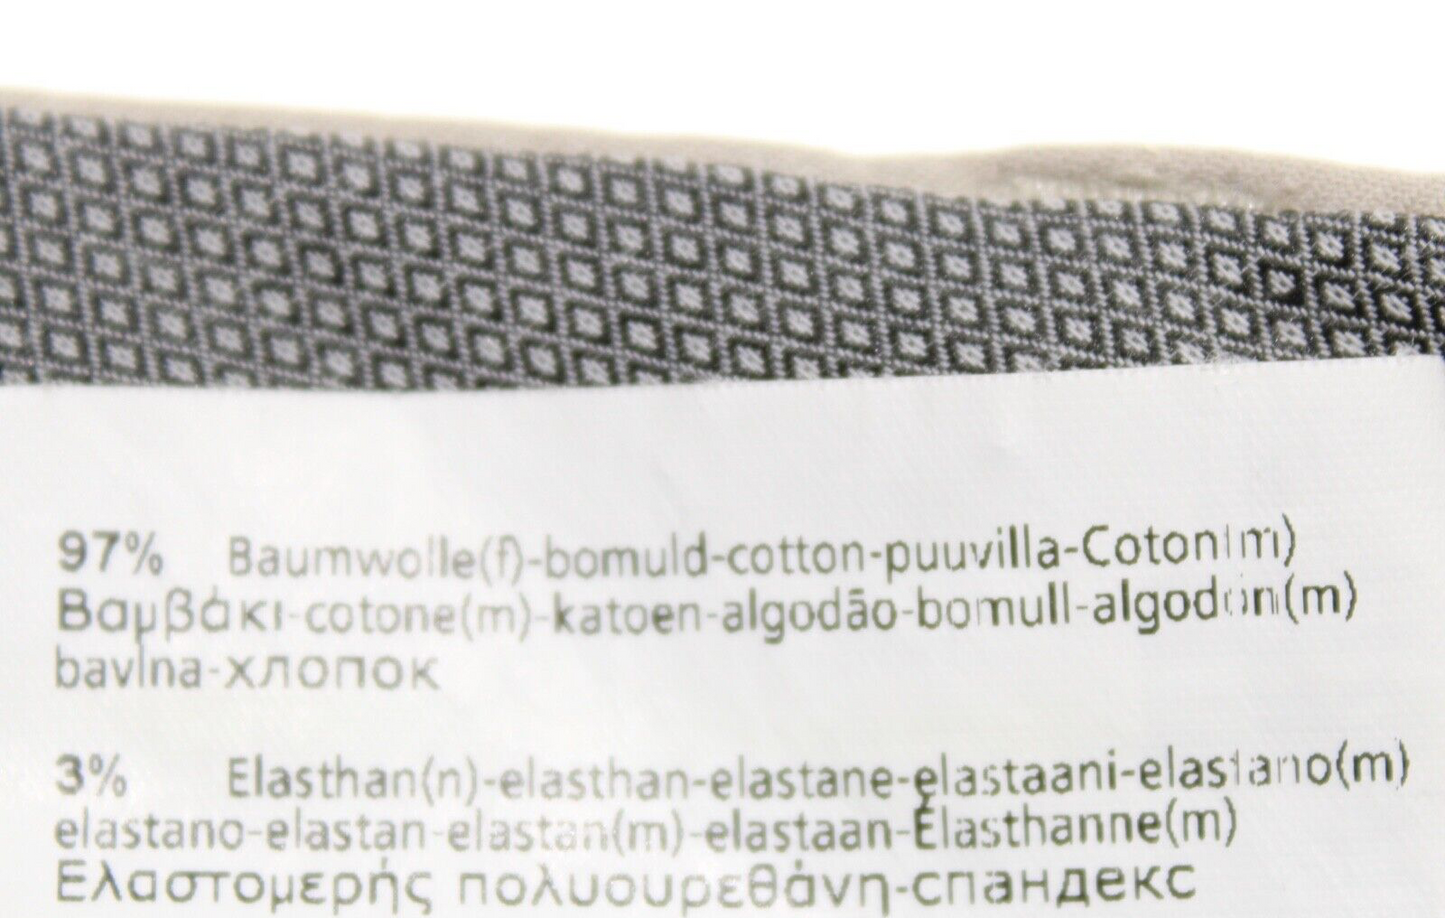 97% Baumwolle(f)-bomuld-cotton-puuvilla-Coton(m)
Βαμβάκι-cotone(m)-katoen-algodão-bomull-algodón(m)
bavlna-хлопок
3% Elasthan(n)-elasthan-elastane-elastaani-elastano(m)
elastano-elastan-elastan(m)-elastaan-Élasthanne(m)
Ελαστομερής πολυουρεθάνη-спандекс